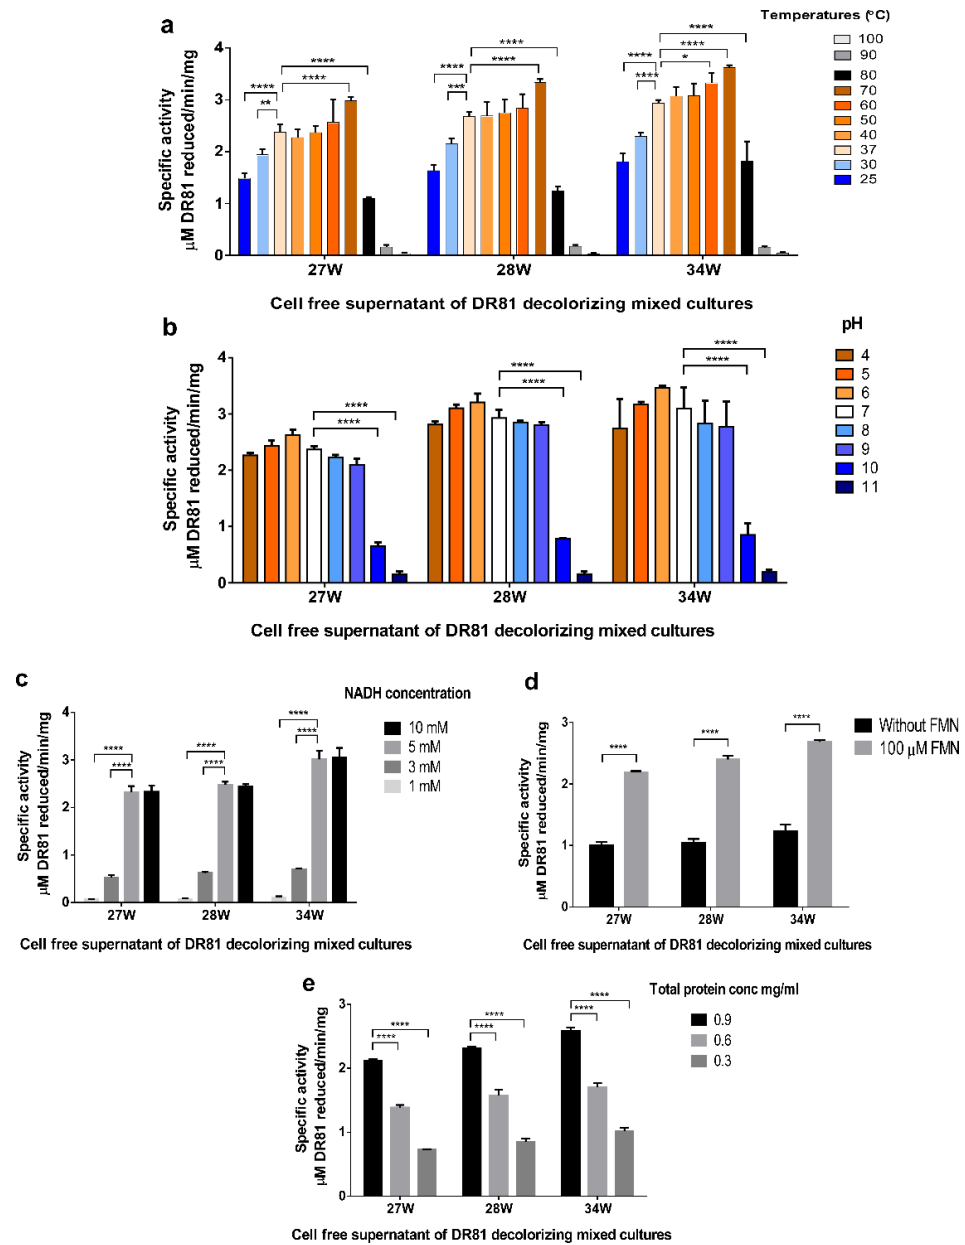 a
Temperatures (°C)
100
90
80
70
60
50
40
37
30
25
Specific activity
µM DR81 reduced/min/mg
4
3
2
1
0
**** **** ****
**** **** **** **** ****
**** **** *
** *** ****
27W 28W 34W
Cell free supernatant of DR81 decolorizing mixed cultures
b
pH
4
5
6
7
8
9
10
11
Specific activity
µM DR81 reduced/min/mg
4
3
2
1
0
**** **** ****
**** **** ****
27W 28W 34W
Cell free supernatant of DR81 decolorizing mixed cultures
c
NADH concentration
10 mM
5 mM
3 mM
1 mM
Specific activity
µM DR81 reduced/min/mg
4
3
2
1
0
**** **** ****
**** **** ****
27W 28W 34W
Cell free supernatant of DR81 decolorizing mixed cultures
d
Without FMN
100 µM FMN
Specific activity
µM DR81 reduced/min/mg
3
2
1
0
**** **** ****
27W 28W 34W
Cell free supernatant of DR81 decolorizing mixed cultures
e
Total protein conc mg/ml
0.9
0.6
0.3
Specific activity
µM DR81 reduced/min/mg
3
2
1
0
**** **** ****
**** **** ****
27W 28W 34W
Cell free supernatant of DR81 decolorizing mixed cultures